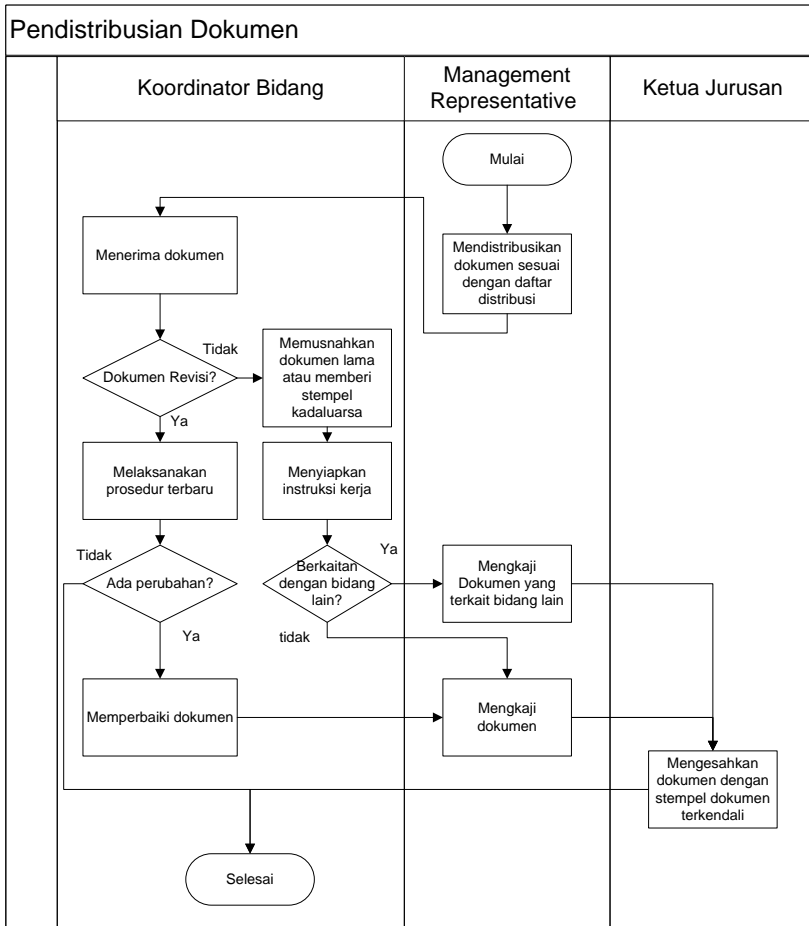 Pendistribusian Dokumen
Koordinator Bidang
Management
Representative
Ketua Jurusan
Mulai
Mendistribusikan
dokumen sesuai
dengan daftar
distribusi
Menerima dokumen
Dokumen Revisi?
Tidak
Memusnahkan
dokumen lama
atau memberi
stempel
kadaluarsa
Ya
Melaksanakan
prosedur terbaru
Menyiapkan
instruksi kerja
Tidak
Ada perubahan?
Berkaitan
dengan bidang
lain?
Ya
Mengkaji
Dokumen yang
terkait bidang lain
Ya
tidak
Memperbaiki dokumen
Mengkaji
dokumen
Mengesahkan
dokumen dengan
stempel dokumen
terkendali
Selesai